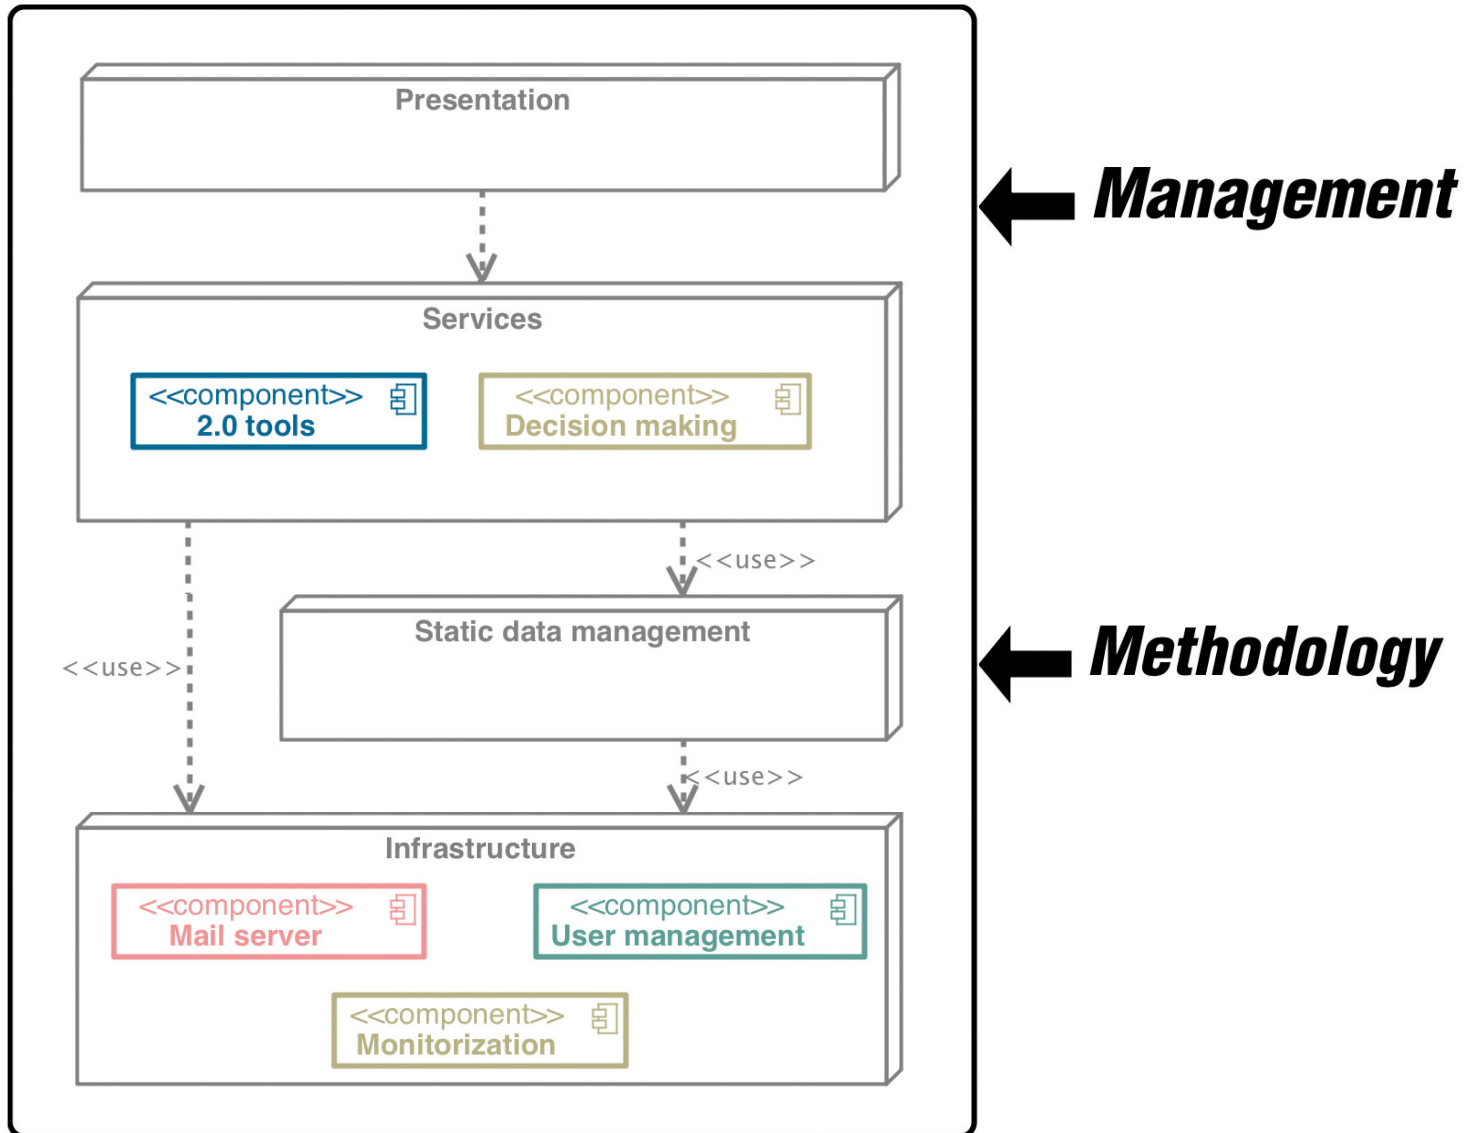 Presentation
Management
Services
<<component>>
2.0 tools
<<component>>
Decision making
<<use>>
Static data management
Methodology
<<use>>
<<use>>
Infrastructure
<<component>>
Mail server
<<component>>
User management
<<component>>
Monitorization